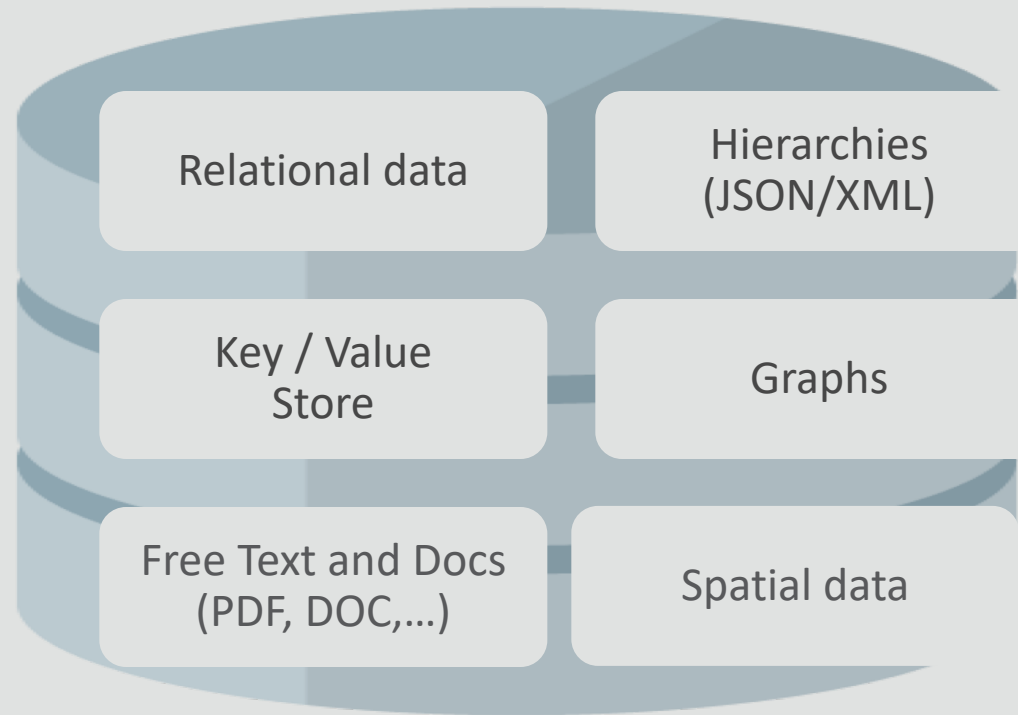 Relational data
Hierarchies
(JSON/XML)
Key / Value
Store
Graphs
Free Text and Docs
(PDF, DOC,…)
Spatial data